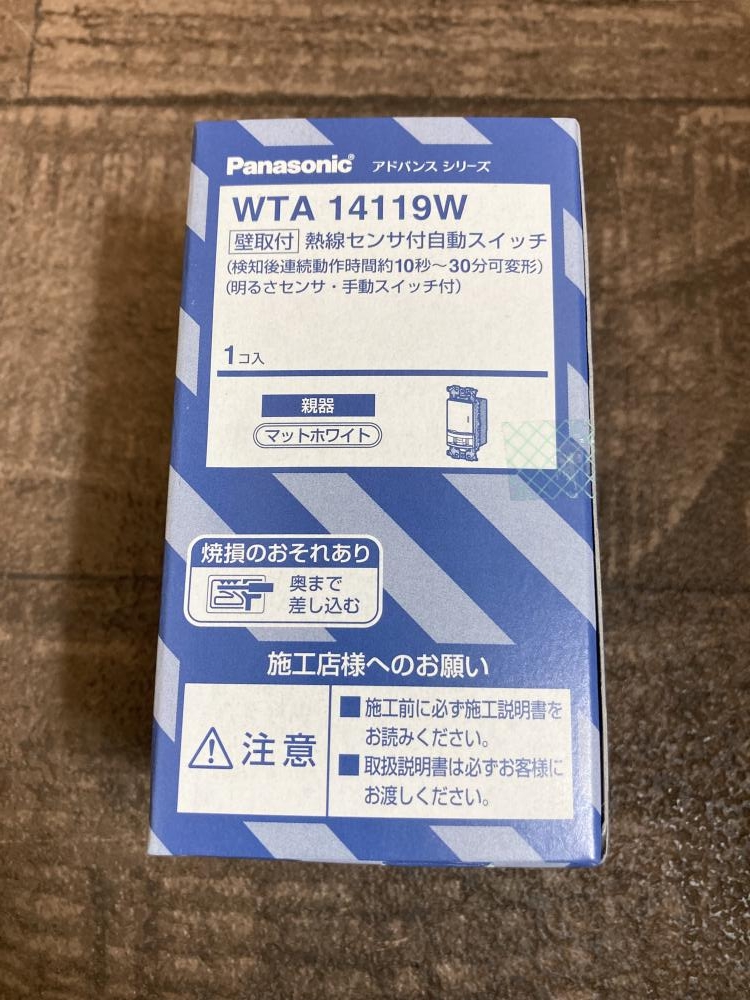 Panasonic® アドバンス シリーズ
WTA 14119W
壁取付 熱線センサ付自動スイッチ
(検知後連続動作時間約10秒〜30分可変形)
(明るさセンサ・手動スイッチ付)
1コ入
親器
マットホワイト
焼損のおそれあり
奥まで
差し込む
施工店様へのお願い
注意
■施工前に必ず施工説明書を
お読みください。
■取扱説明書は必ずお客様に
お渡しください。